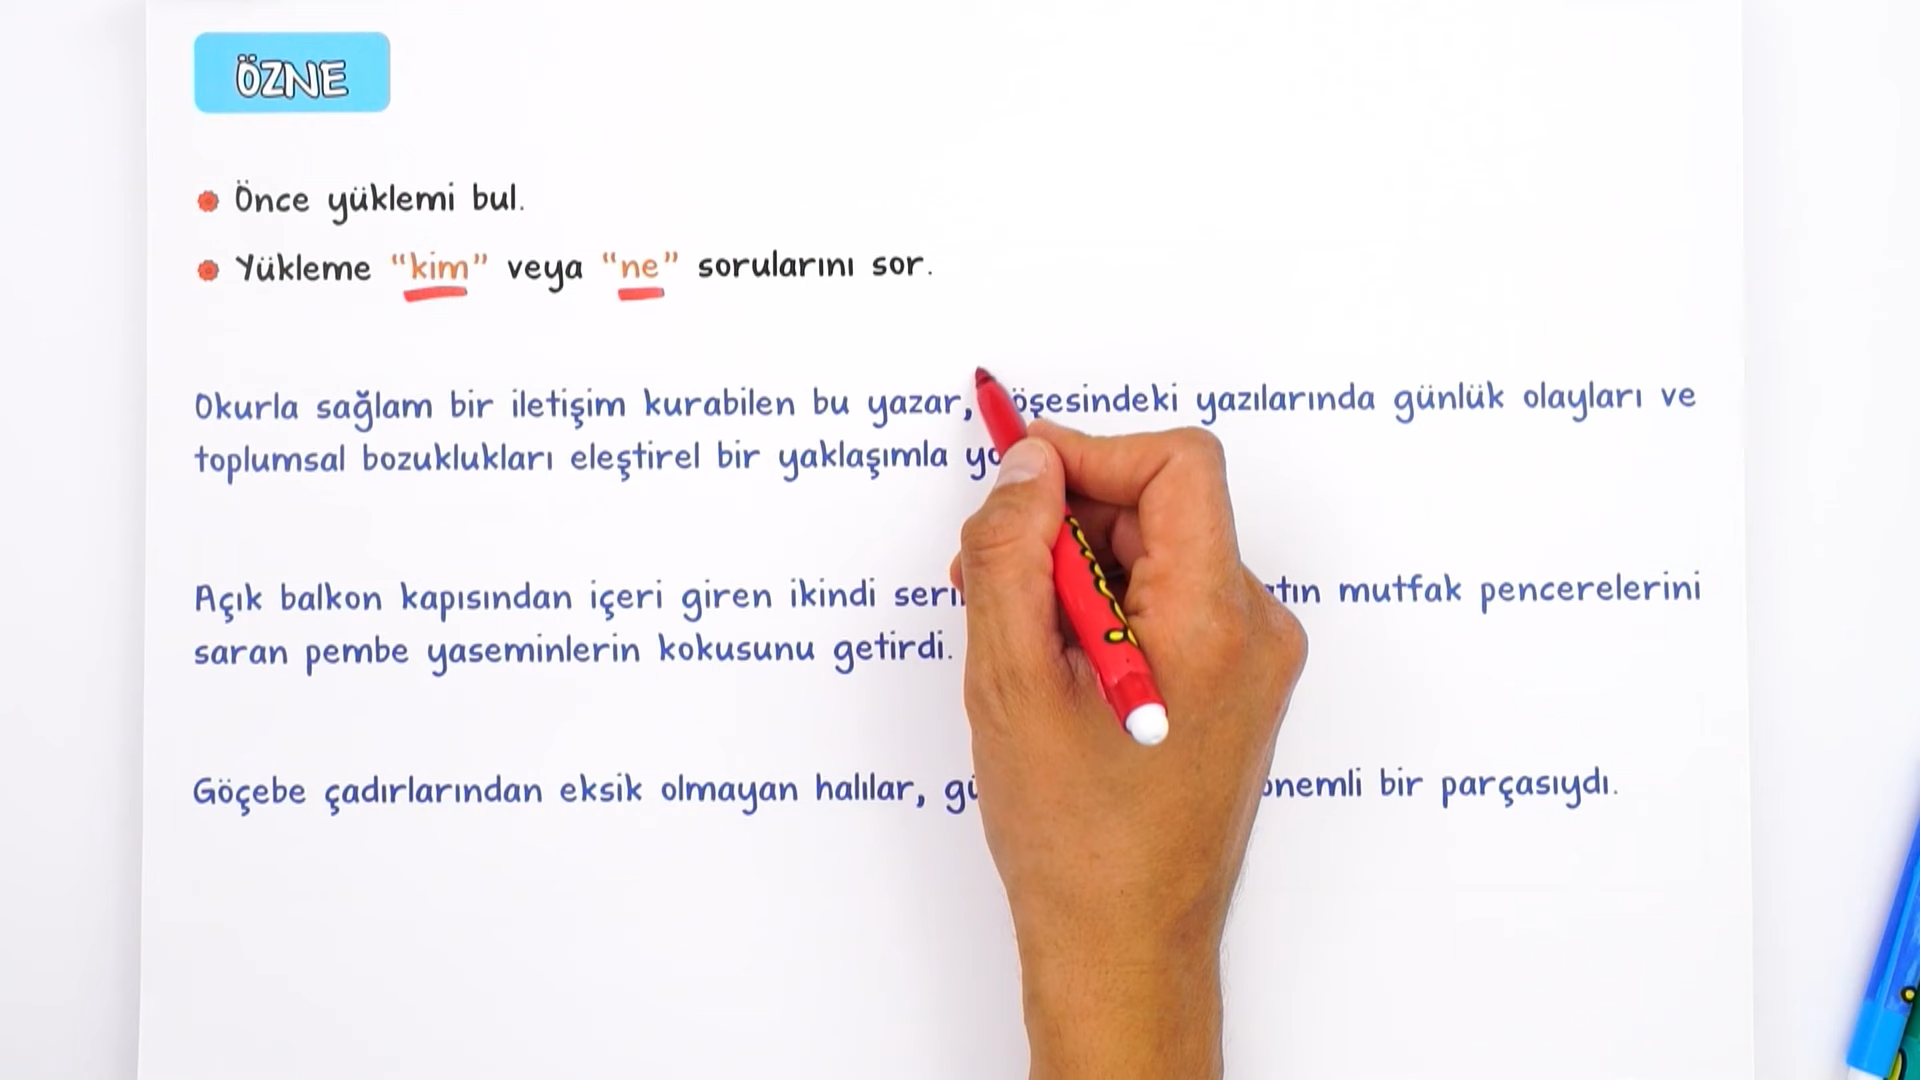 ÖZNE
Önce yüklemi bul.
Yükleme “kim” veya “ne” sorularını sor.
Okurla sağlam bir iletişim kurabilen bu yazar, yazılarında günlük olayları ve
toplumsal bozuklukları eleştirel bir yaklaşımla
Açık balkon kapısından içeri giren ikindi mutfak pencerelerini
saran pembe yaseminlerin kokusunu getirdi.
Göçebe çadırlarından eksik olmayan halılar, bir parçasıydı.